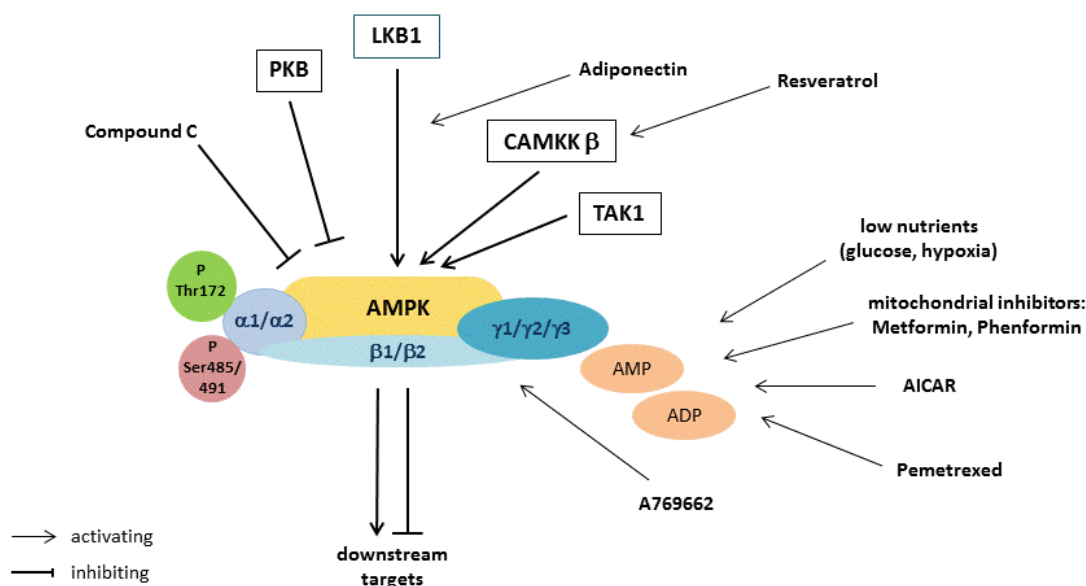 LKB1
PKB
Adiponectin
Resveratrol
Compound C
CAMKK β
TAK1
low nutrients
(glucose, hypoxia)
P
Thr172
α1/α2
AMPK
γ1/γ2/γ3
mitochondrial inhibitors:
Metformin, Phenformin
β1/β2
P
Ser485/
491
AMP
AICAR
ADP
Pemetrexed
A769662
activating
downstream
targets
inhibiting